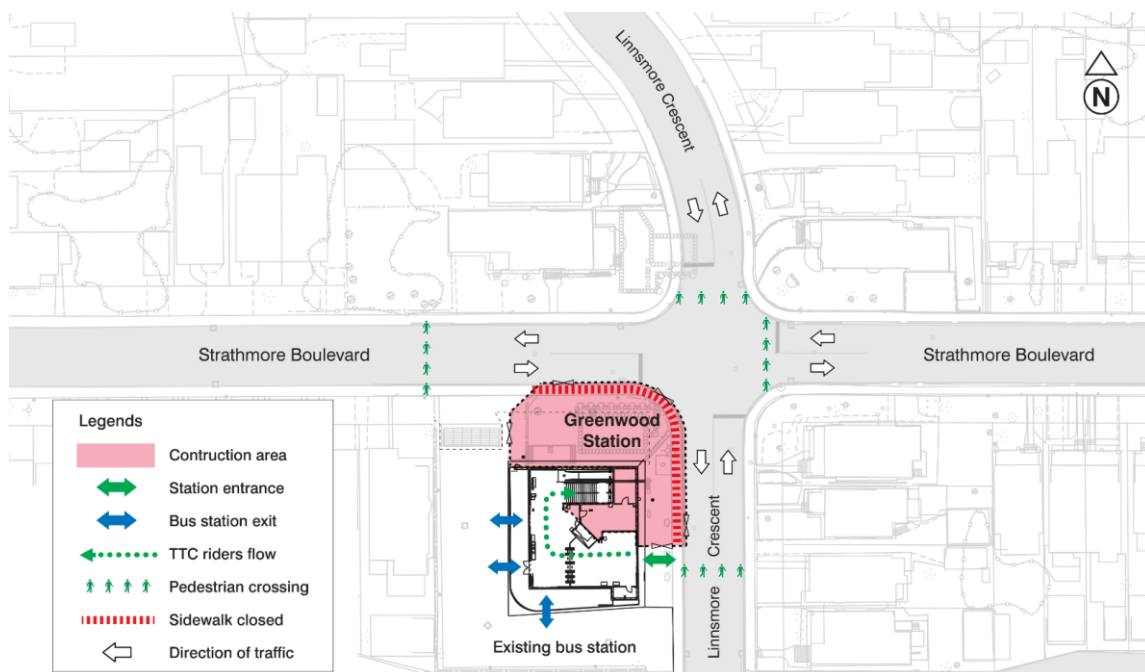 Linnsmore Crescent
N
Strathmore Boulevard
Strathmore Boulevard
Greenwood
Station
Linnsmore Crescent
Existing bus station
Legends
Contruction area
Station entrance
Bus station exit
TTC riders flow
Pedestrian crossing
Sidewalk closed
Direction of traffic